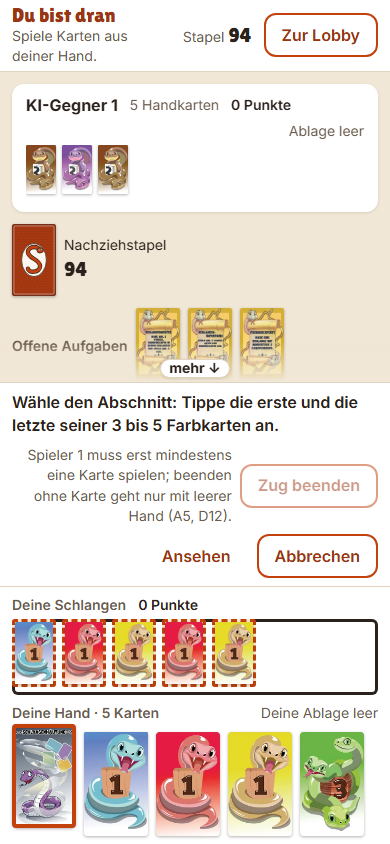 Du bist dran
Spiele Karten aus
deiner Hand.
Stapel 94
Zur Lobby
KI-Gegner 1 5 Handkarten 0 Punkte
Ablage leer
2 2 2
S
Nachziehstapel
94
Offene Aufgaben
mehr ↓
Wähle den Abschnitt: Tippe die erste und die
letzte seiner 3 bis 5 Farbkarten an.
Spieler 1 muss erst mindestens
eine Karte spielen; beenden
ohne Karte geht nur mit leerer
Hand (A5, D12).
Zug beenden
Ansehen
Abbrechen
Deine Schlangen 0 Punkte
1 1 1 1 1
Deine Hand · 5 Karten
Deine Ablage leer
1 1 1 3